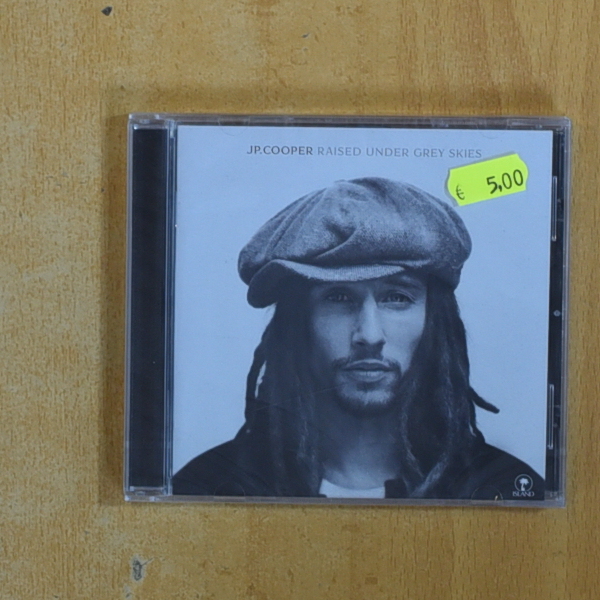 JP.COOPER RAISED UNDER GREY SKIES
€ 5,00
ISLAND